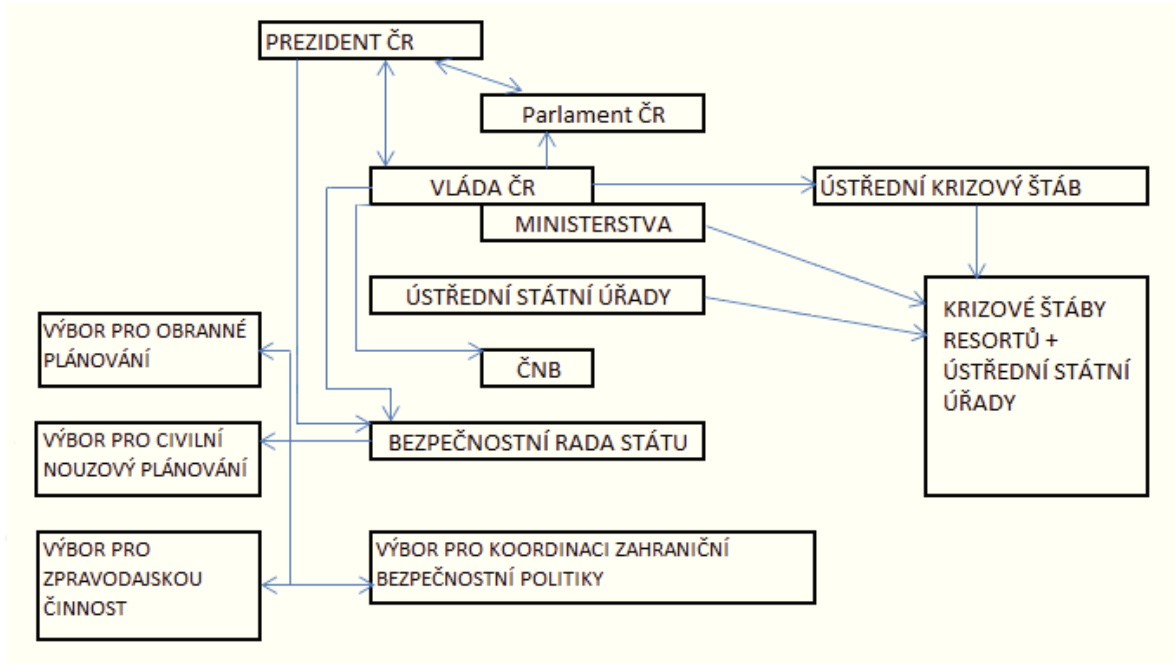 PREZIDENT ČR
Parlament ČR
VLÁDA ČR
ÚSTŘEDNÍ KRIZOVÝ ŠTÁB
MINISTERSTVA
ÚSTŘEDNÍ STÁTNÍ ÚŘADY
KRIZOVÉ ŠTÁBY
RESORTŮ +
ÚSTŘEDNÍ STÁTNÍ
ÚŘADY
VÝBOR PRO OBRANNÉ
PLÁNOVÁNÍ
ČNB
VÝBOR PRO CIVILNÍ
NOUZOVÝ PLÁNOVÁNÍ
BEZPEČNOSTNÍ RADA STÁTU
VÝBOR PRO
ZPRAVODAJSKOU
ČINNOST
VÝBOR PRO KOORDINACI ZAHRANIČNÍ
BEZPEČNOSTNÍ POLITIKY